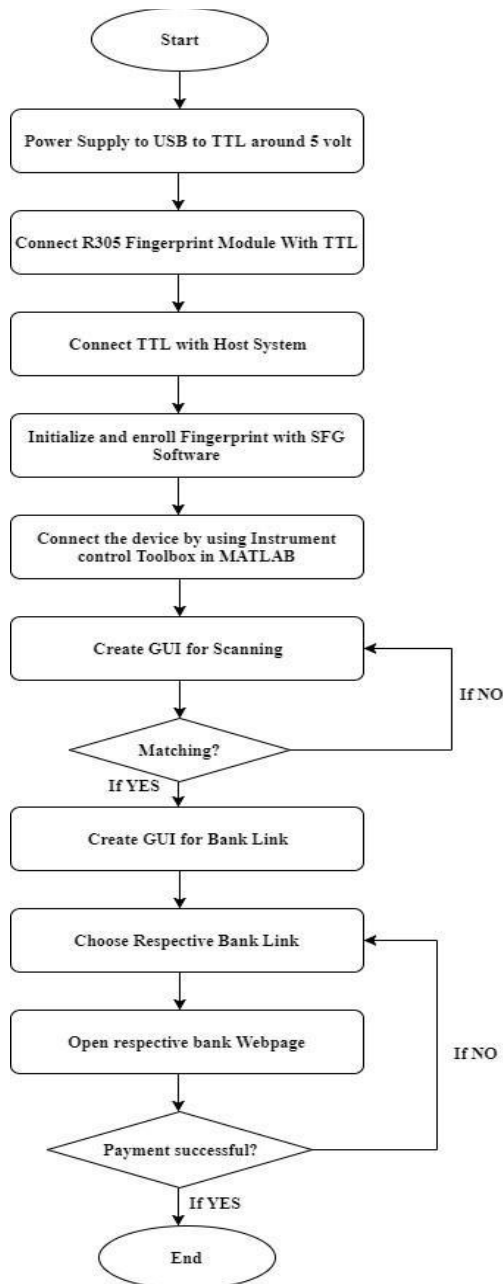 Start
Power Supply to USB to TTL around 5 volt
Connect R305 Fingerprint Module With TTL
Connect TTL with Host System
Initialize and enroll Fingerprint with SFG
Software
Connect the device by using Instrument
control Toolbox in MATLAB
Create GUI for Scanning
If NO
Matching?
If YES
Create GUI for Bank Link
Choose Respective Bank Link
Open respective bank Webpage
If NO
Payment successful?
If YES
End